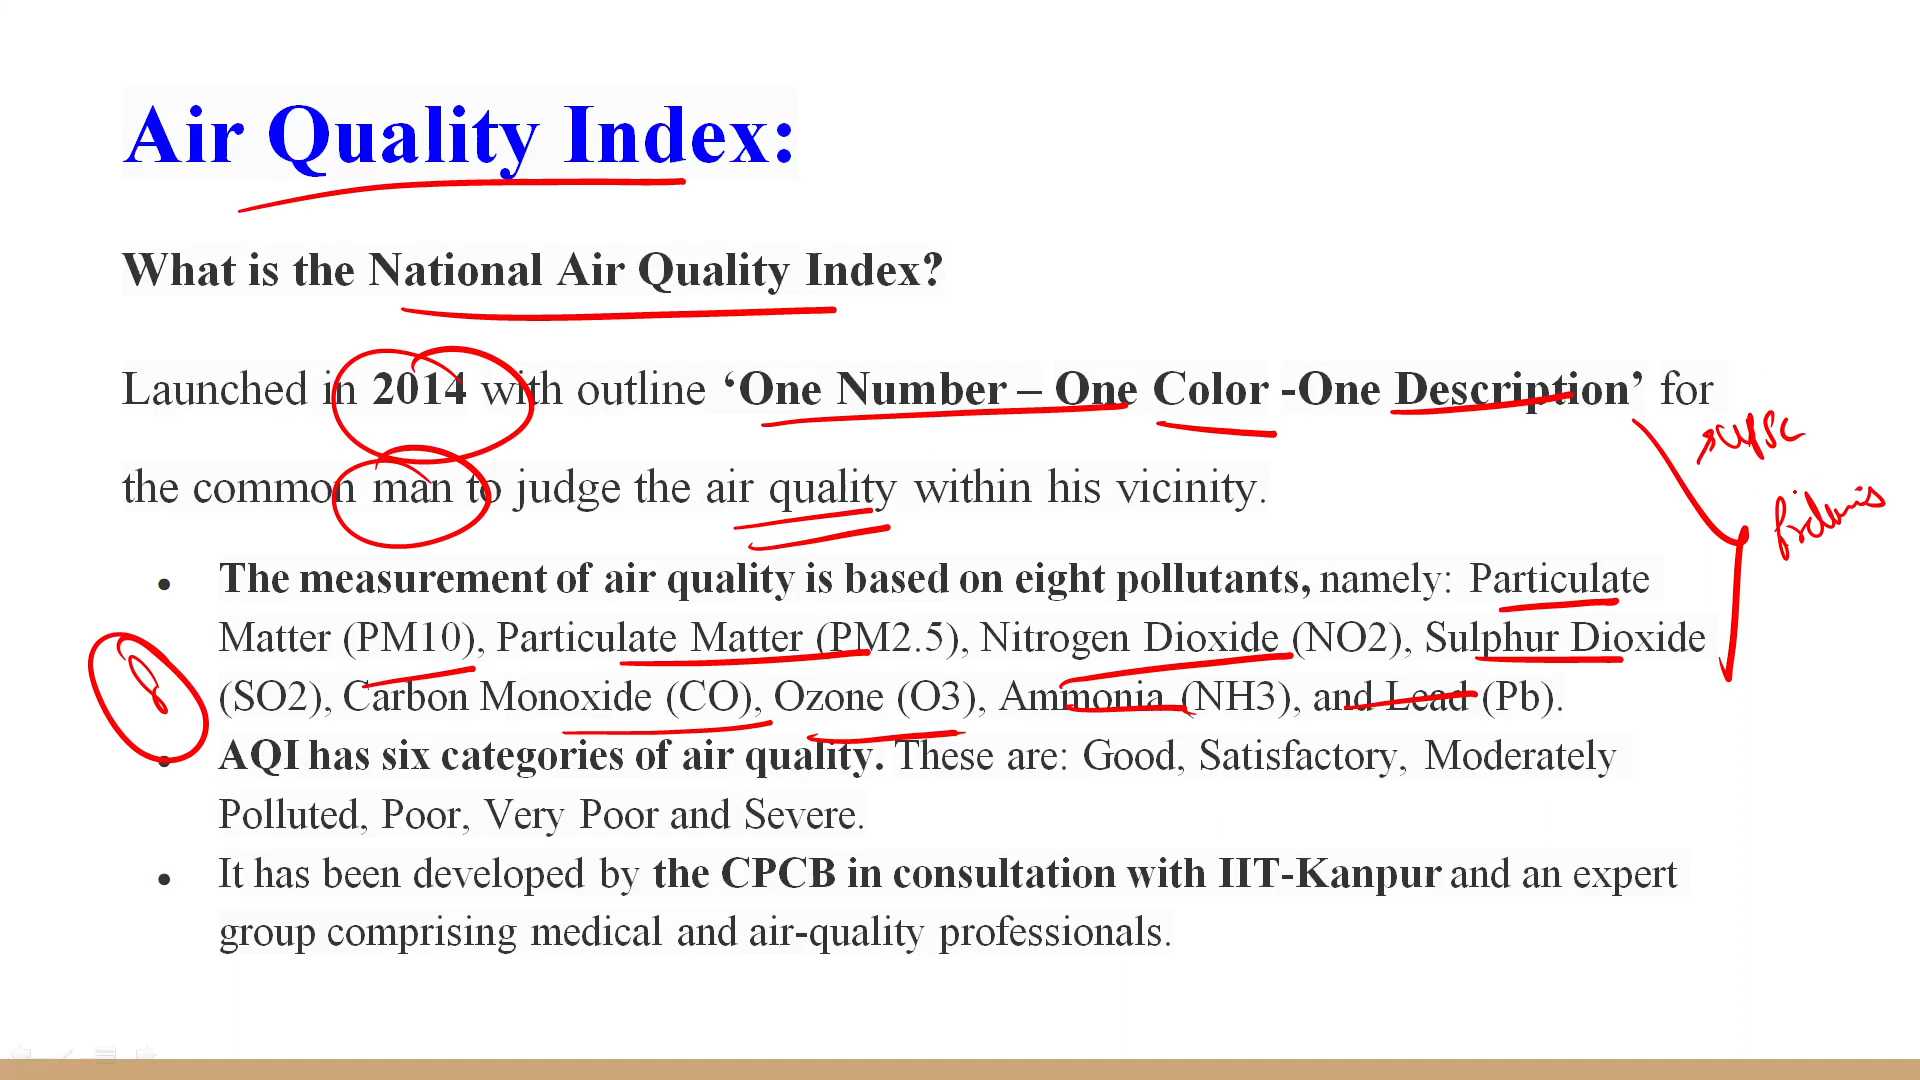 Air Quality Index:
What is the National Air Quality Index?
Launched in 2014 with outline ‘One Number – One Color -One Description’ for
the common man to judge the air quality within his vicinity.
UPSC
Prelims
• The measurement of air quality is based on eight pollutants, namely: Particulate
Matter (PM10), Particulate Matter (PM2.5), Nitrogen Dioxide (NO2), Sulphur Dioxide
(SO2), Carbon Monoxide (CO), Ozone (O3), Ammonia (NH3), and Lead (Pb).
• AQI has six categories of air quality. These are: Good, Satisfactory, Moderately
Polluted, Poor, Very Poor and Severe.
• It has been developed by the CPCB in consultation with IIT-Kanpur and an expert
group comprising medical and air-quality professionals.